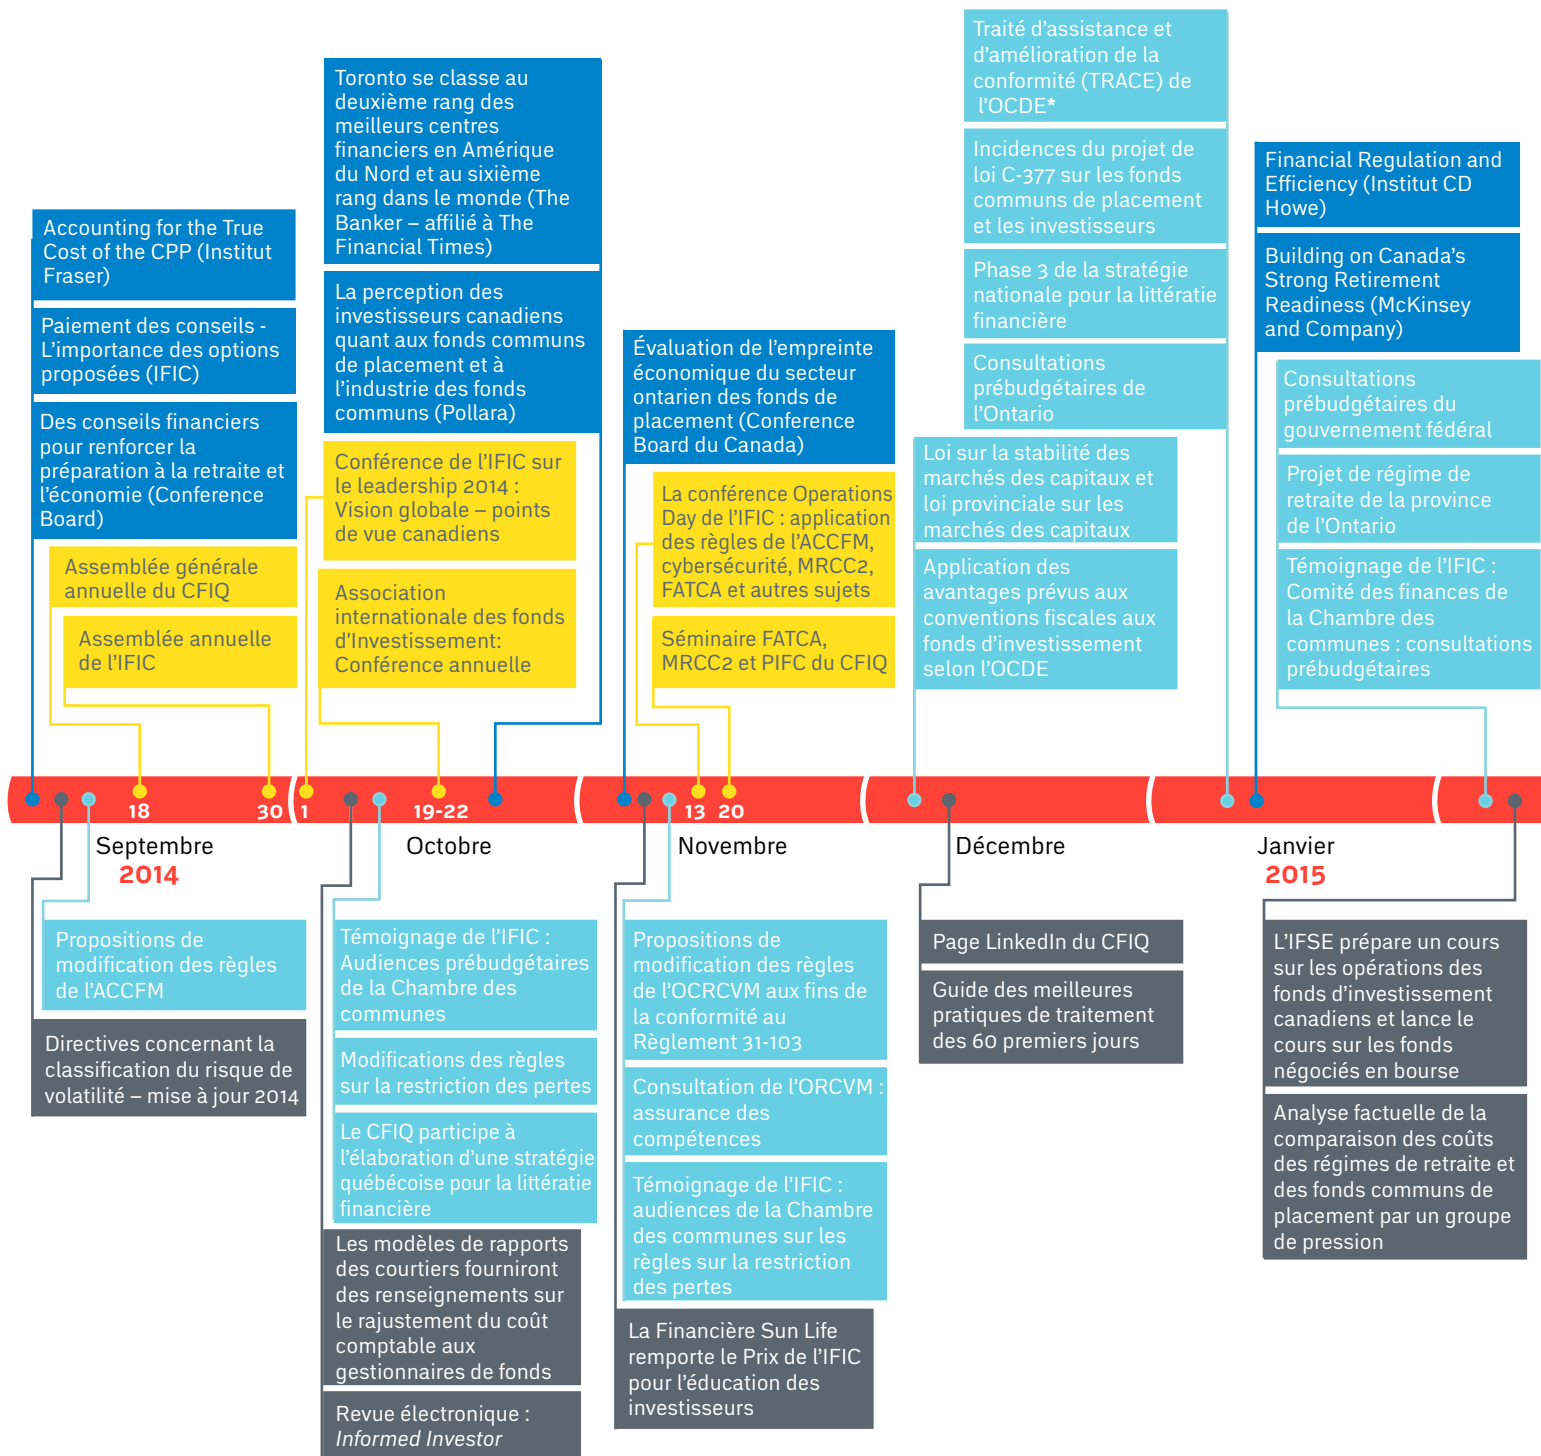 Accounting for the True
Cost of the CPP (Institut
Fraser)
Paiement des conseils -
L’importance des options
proposées (IFIC)
Des conseils financiers
pour renforcer la
préparation à la retraite et
l’économie (Conference
Board)
Assemblée générale
annuelle du CFIQ
Assemblée annuelle
de l’IFIC
Toronto se classe au
deuxième rang des
meilleurs centres
financiers en Amérique
du Nord et au sixième
rang dans le monde (The
Banker – affilié à The
Financial Times)
La perception des
investisseurs canadiens
quant aux fonds communs
de placement et à
l’industrie des fonds
communs (Pollara)
Conférence de l’IFIC sur
le leadership 2014 :
Vision globale – points
de vue canadiens
Association
internationale des fonds
d’Investissement:
Conférence annuelle
Évaluation de l’empreinte
économique du secteur
ontarien des fonds de
placement (Conference
Board du Canada)
La conférence Operations
Day de l’IFIC : application
des règles de l’ACCFM,
cybersécurité, MRCC2,
FATCA et autres sujets
Séminaire FATCA,
MRCC2 et PIFC du CFIQ
Traité d’assistance et
d’amélioration de la
conformité (TRACE) de
l’OCDE*
Incidences du projet de
loi C-377 sur les fonds
communs de placement
et les investisseurs
Phase 3 de la stratégie
nationale pour la littératie
financière
Consultations
prébudgétaires de
l’Ontario
Loi sur la stabilité des
marchés des capitaux et
loi provinciale sur les
marchés des capitaux
Application des
avantages prévus aux
conventions fiscales aux
fonds d’investissement
selon l’OCDE
Financial Regulation and
Efficiency (Institut CD
Howe)
Building on Canada’s
Strong Retirement
Readiness (McKinsey
and Company)
Consultations
prébudgétaires du
gouvernement fédéral
Projet de régime de
retraite de la province
de l’Ontario
Témoignage de l’IFIC :
Comité des finances de
la Chambre des
communes : consultations
prébudgétaires
18
30
1
19-22
13
20
Septembre
2014
Octobre
Novembre
Décembre
Janvier
2015
Propositions de
modification des règles
de l’ACCFM
Directives concernant la
classification du risque de
volatilité – mise à jour 2014
Témoignage de l’IFIC :
Audiences prébudgétaires
de la Chambre des
communes
Modifications des règles
sur la restriction des pertes
Le CFIQ participe à
l’élaboration d’une stratégie
québécoise pour la littératie
financière
Les modèles de rapports
des courtiers fourniront
des renseignements sur
le rajustement du coût
comptable aux
gestionnaires de fonds
Revue électronique :
Informed Investor
Propositions de
modification des règles
de l’OCRCVM aux fins de
la conformité au
Règlement 31-103
Consultation de l’ORCVM :
assurance des
compétences
Témoignage de l’IFIC :
audiences de la Chambre
des communes sur les
règles sur la restriction
des pertes
La Financière Sun Life
remporte le Prix de l’IFIC
pour l’éducation des
investisseurs
Page LinkedIn du CFIQ
Guide des meilleures
pratiques de traitement
des 60 premiers jours
L’IFSE prépare un cours
sur les opérations des
fonds d’investissement
canadiens et lance le
cours sur les fonds
négociés en bourse
Analyse factuelle de la
comparaison des coûts
des régimes de retraite et
des fonds communs de
placement par un groupe
de pression